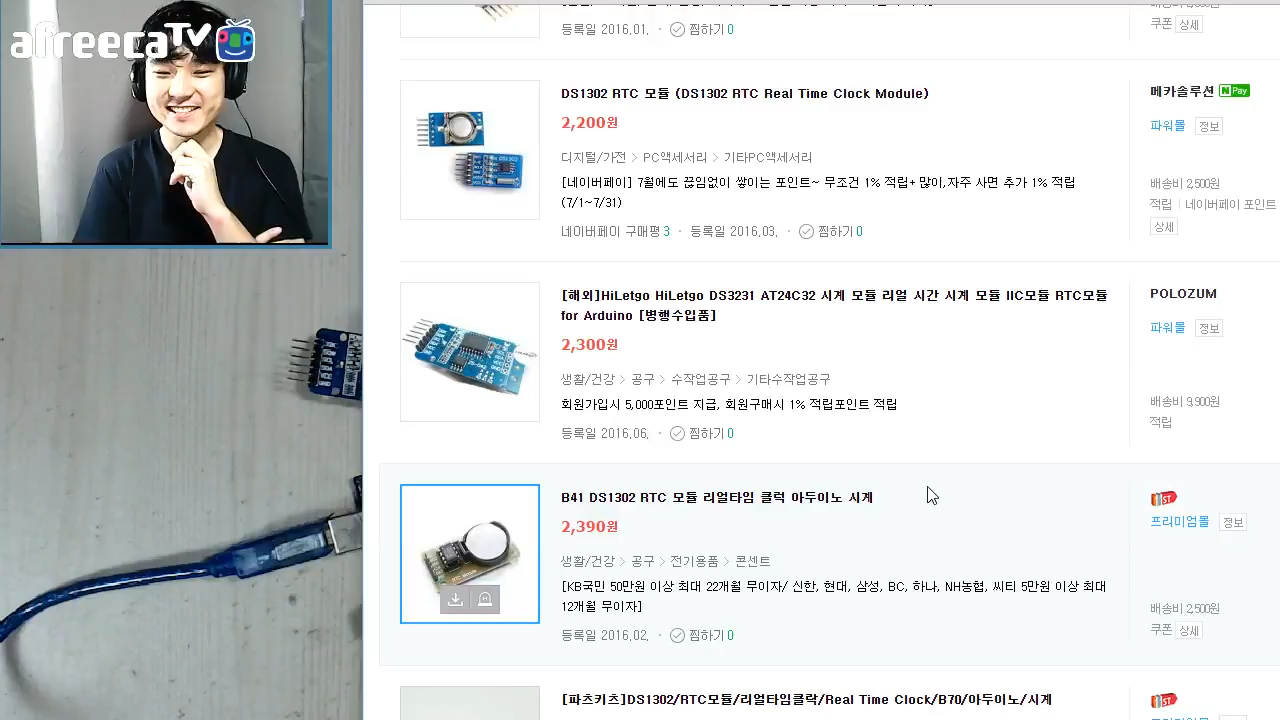 afreecaTV
등록일 2016.01. · 찜하기 0
쿠폰 상세
DS1302 RTC 모듈 (DS1302 RTC Real Time Clock Module)
2,200원
디지털/가전 > PC액세서리 > 기타PC액세서리
[네이버페이] 7월에도 끊임없이 쌓이는 포인트~ 무조건 1% 적립+ 많이,자주 사면 추가 1% 적립
(7/1~7/31)
네이버페이 구매평 3 · 등록일 2016.03. · 찜하기 0
메카솔루션 N Pay
파워몰 정보
배송비 2,500원
적립 | 네이버페이 포인트
상세
[해외]HiLetgo HiLetgo DS3231 AT24C32 시계 모듈 리얼 시간 시계 모듈 IIC모듈 RTC모듈
for Arduino [병행수입품]
2,300원
생활/건강 > 공구 > 수작업공구 > 기타수작업공구
회원가입시 5,000포인트 지급, 회원구매시 1% 적립포인트 적립
등록일 2016.06. · 찜하기 0
POLOZUM
파워몰 정보
배송비 9,900원
적립
B41 DS1302 RTC 모듈 리얼타임 클럭 아두이노 시계
2,390원
생활/건강 > 공구 > 전기용품 > 콘센트
[KB국민 50만원 이상 최대 22개월 무이자/ 신한, 현대, 삼성, BC, 하나, NH농협, 씨티 5만원 이상 최대
12개월 무이자]
등록일 2016.02. · 찜하기 0
11ST
프리미엄몰 정보
배송비 2,500원
쿠폰 상세
[파츠키츠]DS1302/RTC모듈/리얼타임클락/Real Time Clock/B70/아두이노/시계
11ST